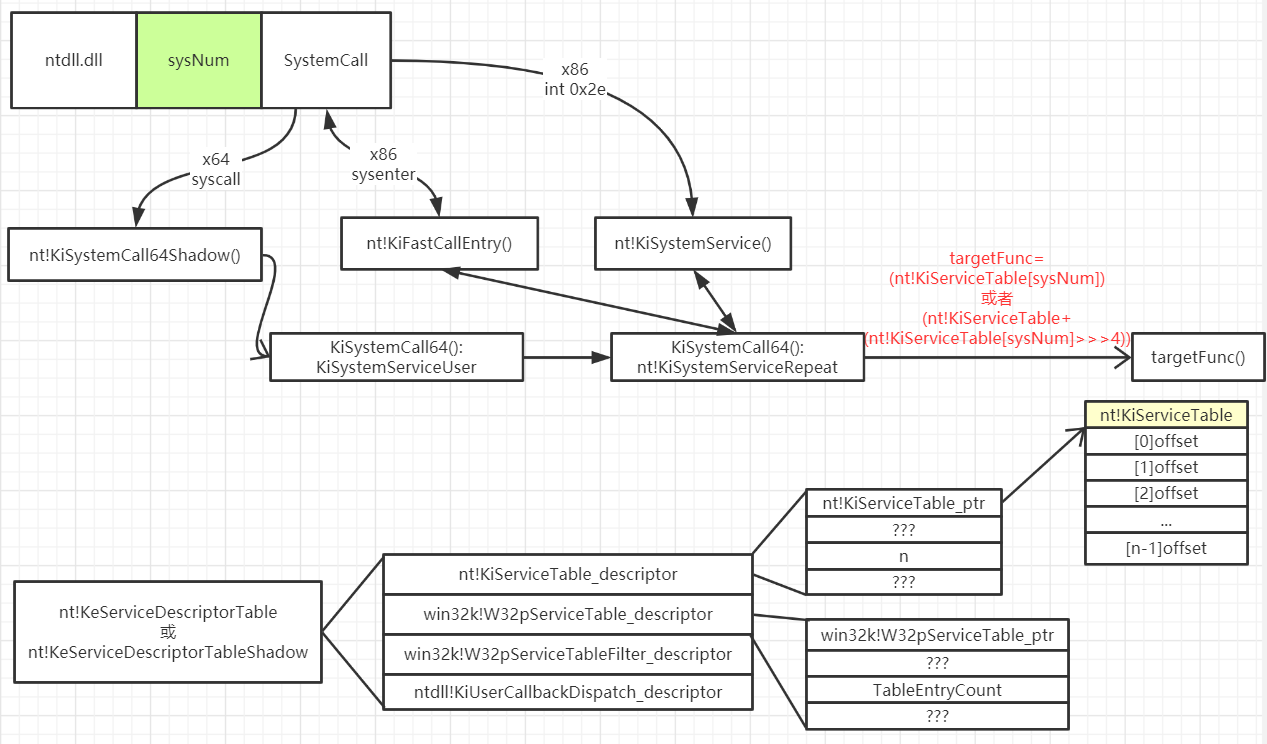 ntdll.dll
sysNum
SystemCall
x86
int 0x2e
x64
syscall
x86
sysenter
nt!KiSystemCall64Shadow()
nt!KiFastCallEntry()
nt!KiSystemService()
targetFunc=
(nt!KiServiceTable[sysNum])
或者
(nt!KiServiceTable+
(nt!KiServiceTable[sysNum]>>>4))
KiSystemCall64():
KiSystemServiceUser
KiSystemCall64():
nt!KiSystemServiceRepeat
targetFunc()
nt!KiServiceTable
[0]offset
[1]offset
[2]offset
...
[n-1]offset
nt!KiServiceTable_ptr
???
n
???
nt!KeServiceDescriptorTable
或
nt!KeServiceDescriptorTableShadow
nt!KiServiceTable_descriptor
win32k!W32pServiceTable_descriptor
win32k!W32pServiceTableFilter_descriptor
ntdll!KiUserCallbackDispatch_descriptor
win32k!W32pServiceTable_ptr
???
TableEntryCount
???